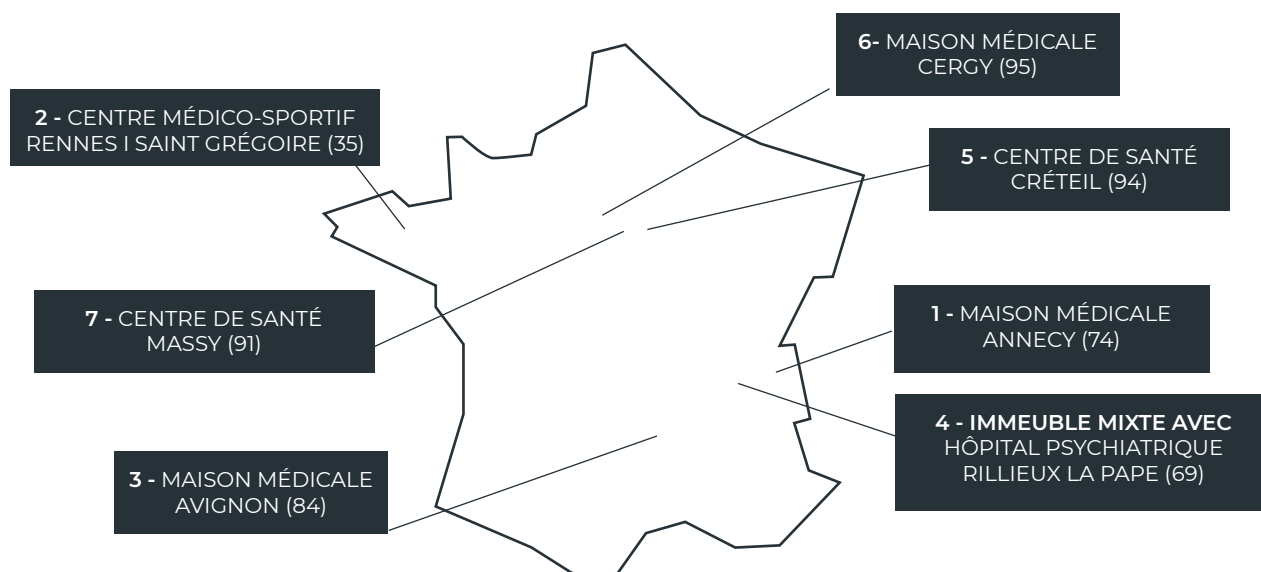 6- MAISON MÉDICALE
CERGY (95)
2 - CENTRE MÉDICO-SPORTIF
RENNES I SAINT GRÉGOIRE (35)
5 - CENTRE DE SANTÉ
CRÉTEIL (94)
7 - CENTRE DE SANTÉ
MASSY (91)
1 - MAISON MÉDICALE
ANNECY (74)
4 - IMMEUBLE MIXTE AVEC
HÔPITAL PSYCHIATRIQUE
RILLIEUX LA PAPE (69)
3 - MAISON MÉDICALE
AVIGNON (84)